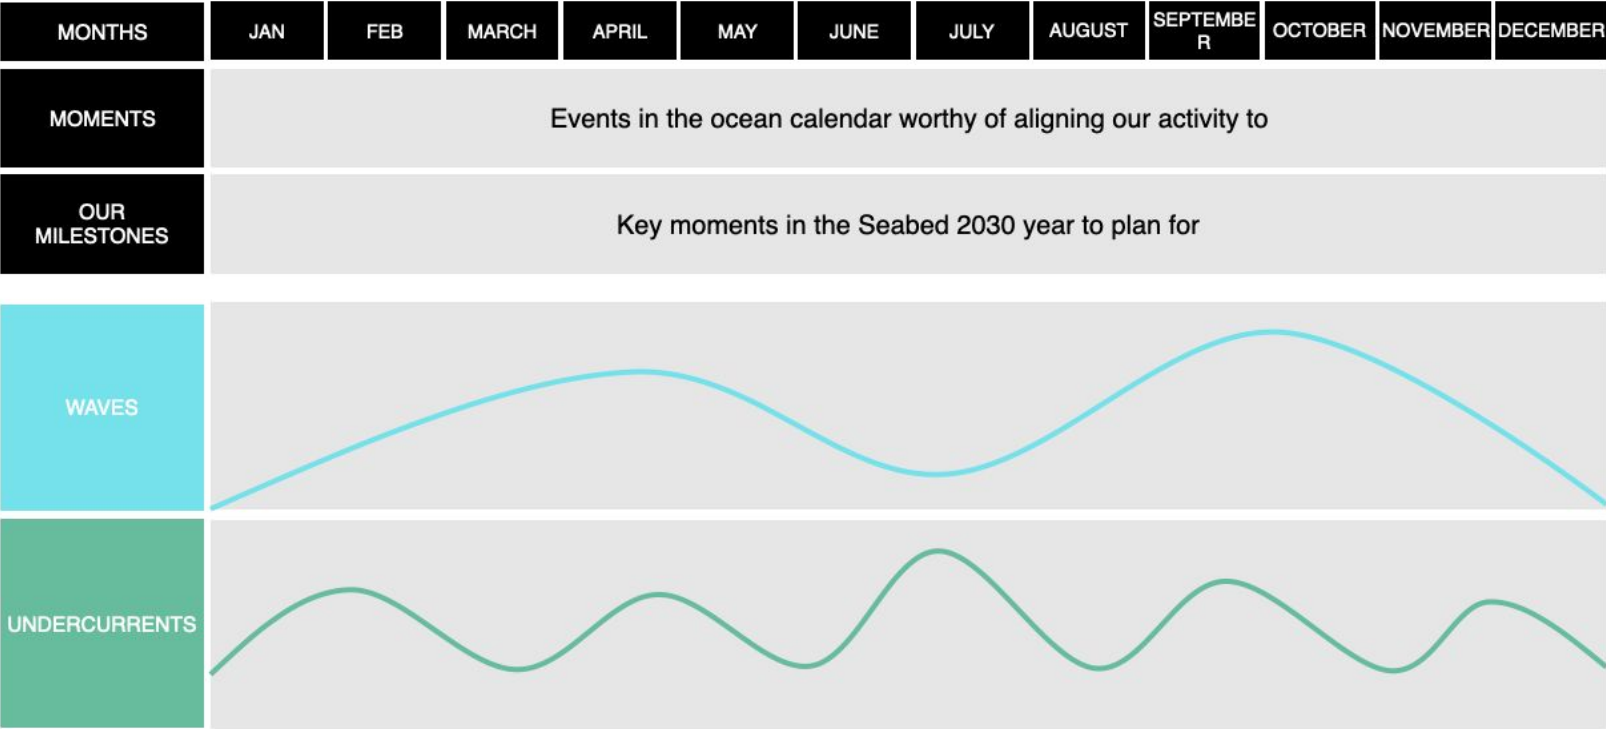 MONTHS JAN FEB MARCH APRIL MAY JUNE JULY AUGUST SEPTEMBE OCTOBER NOVEMBER DECEMBER
R
MOMENTS Events in the ocean calendar worthy of aligning our activity to
OUR
MILESTONES Key moments in the Seabed 2030 year to plan for
WAVES
UNDERCURRENTS